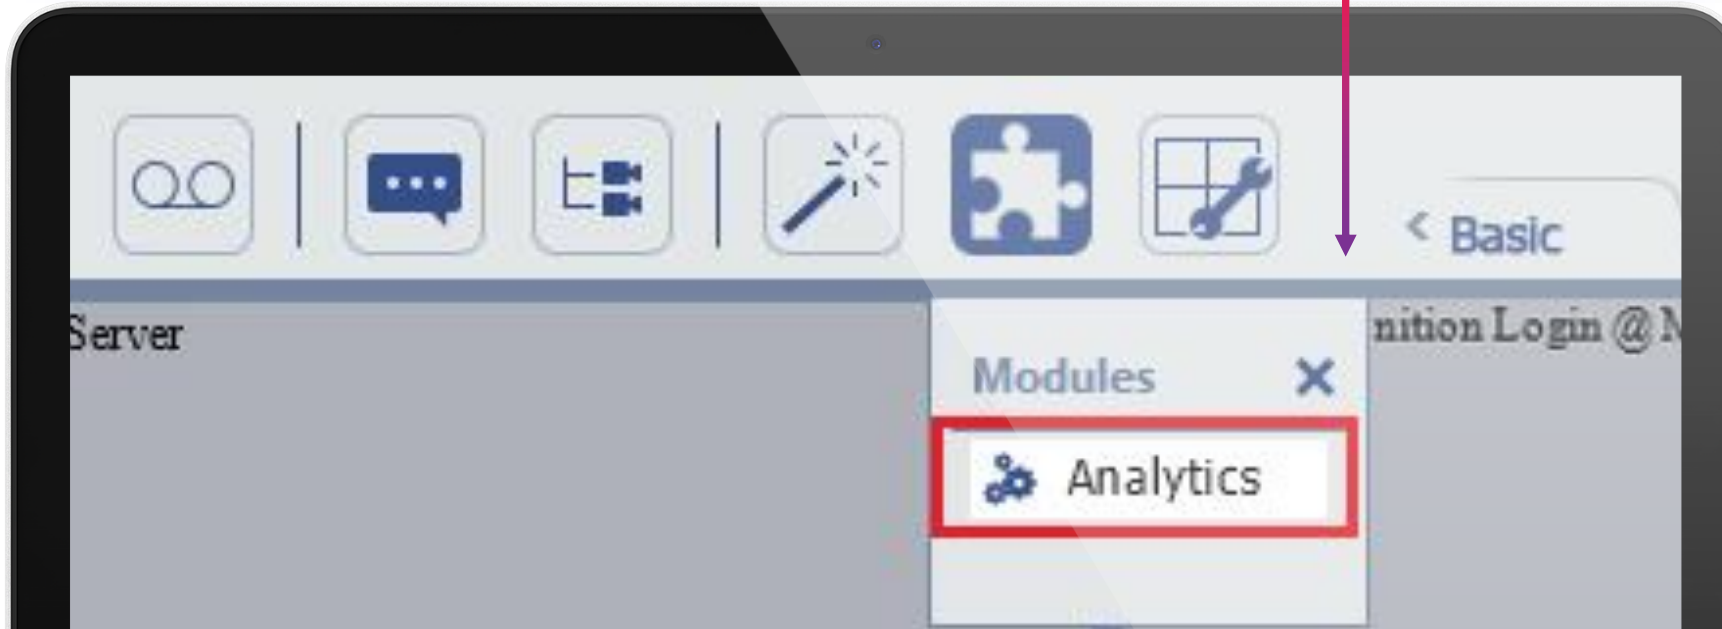 Basic
Server
nition Login @
Modules
Analytics